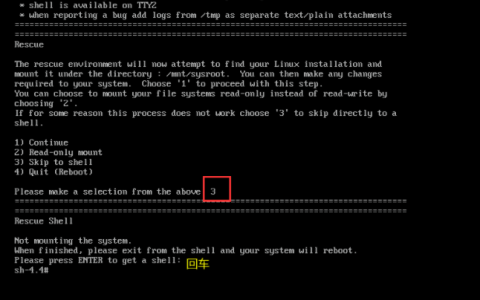 * shell is available on TTY2
* when reporting a bug add logs from /tmp as separate text/plain attachments
================================================================================
Rescue
The rescue environment will now attempt to find your Linux installation and
mount it under the directory : /mnt/sysroot.  You can then make any changes
required to your system.  Choose '1' to proceed with this step.
You can choose to mount your file systems read-only instead of read-write by
choosing '2'.
If for some reason this process does not work choose '3' to skip directly to a
shell.
1) Continue
2) Read-only mount
3) Skip to shell
4) Quit (Reboot)
Please make a selection from the above  3
================================================================================
================================================================================
Rescue Shell
Not mounting the system.
When finished, please exit from the shell and your system will reboot.
Please press ENTER to get a shell: 回车
sh-4.4#